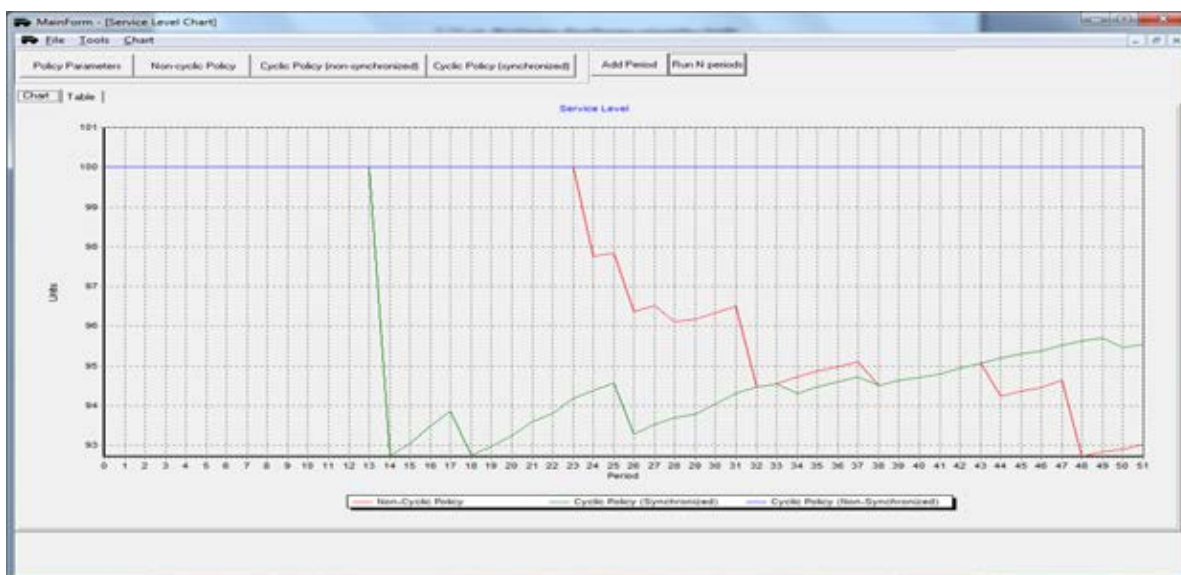 MainForm - [Service Level Chart]
File Tools Chart
Policy Parameters Non-cyclic Policy Cyclic Policy (non-synchronized) Cyclic Policy (synchronized) Add Period Run N periods
Chart Table
Service Level
101
100
99
98
97
96
95
94
93
Units
0 1 2 3 4 5 6 7 8 9 10 11 12 13 14 15 16 17 18 19 20 21 22 23 24 25 26 27 28 29 30 31 32 33 34 35 36 37 38 39 40 41 42 43 44 45 46 47 48 49 50 51
Period
Non-Cyclic Policy Cyclic Policy (Synchronized) Cyclic Policy (Non-Synchronized)